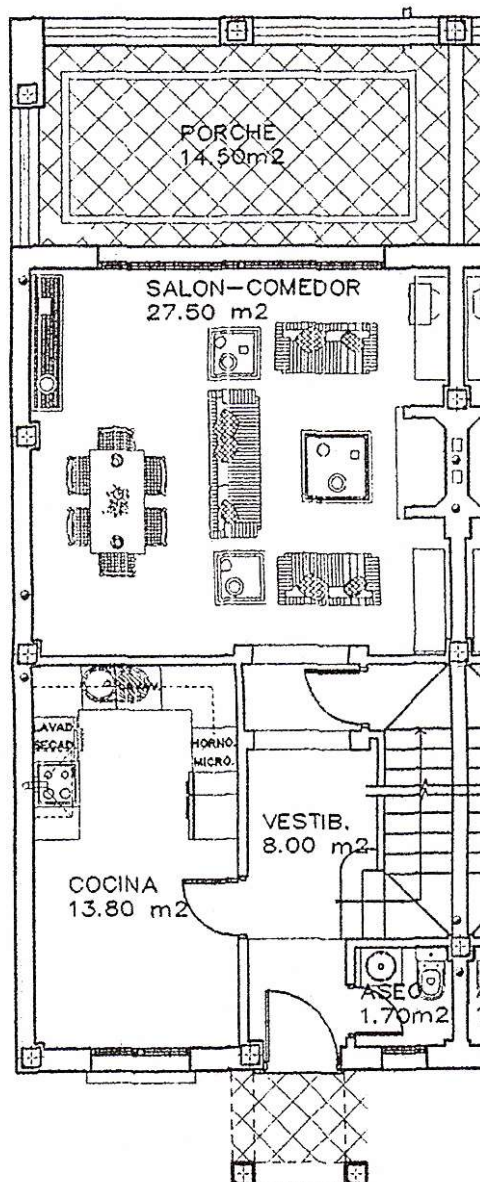 PORCHE
14.50m2
SALON-COMEDOR
27.50 m2
LAVAD
SECAD.
HORNO.
MICRO.
VESTIB.
8.00 m2
COCINA
13.80 m2
ASEO
1.70m2